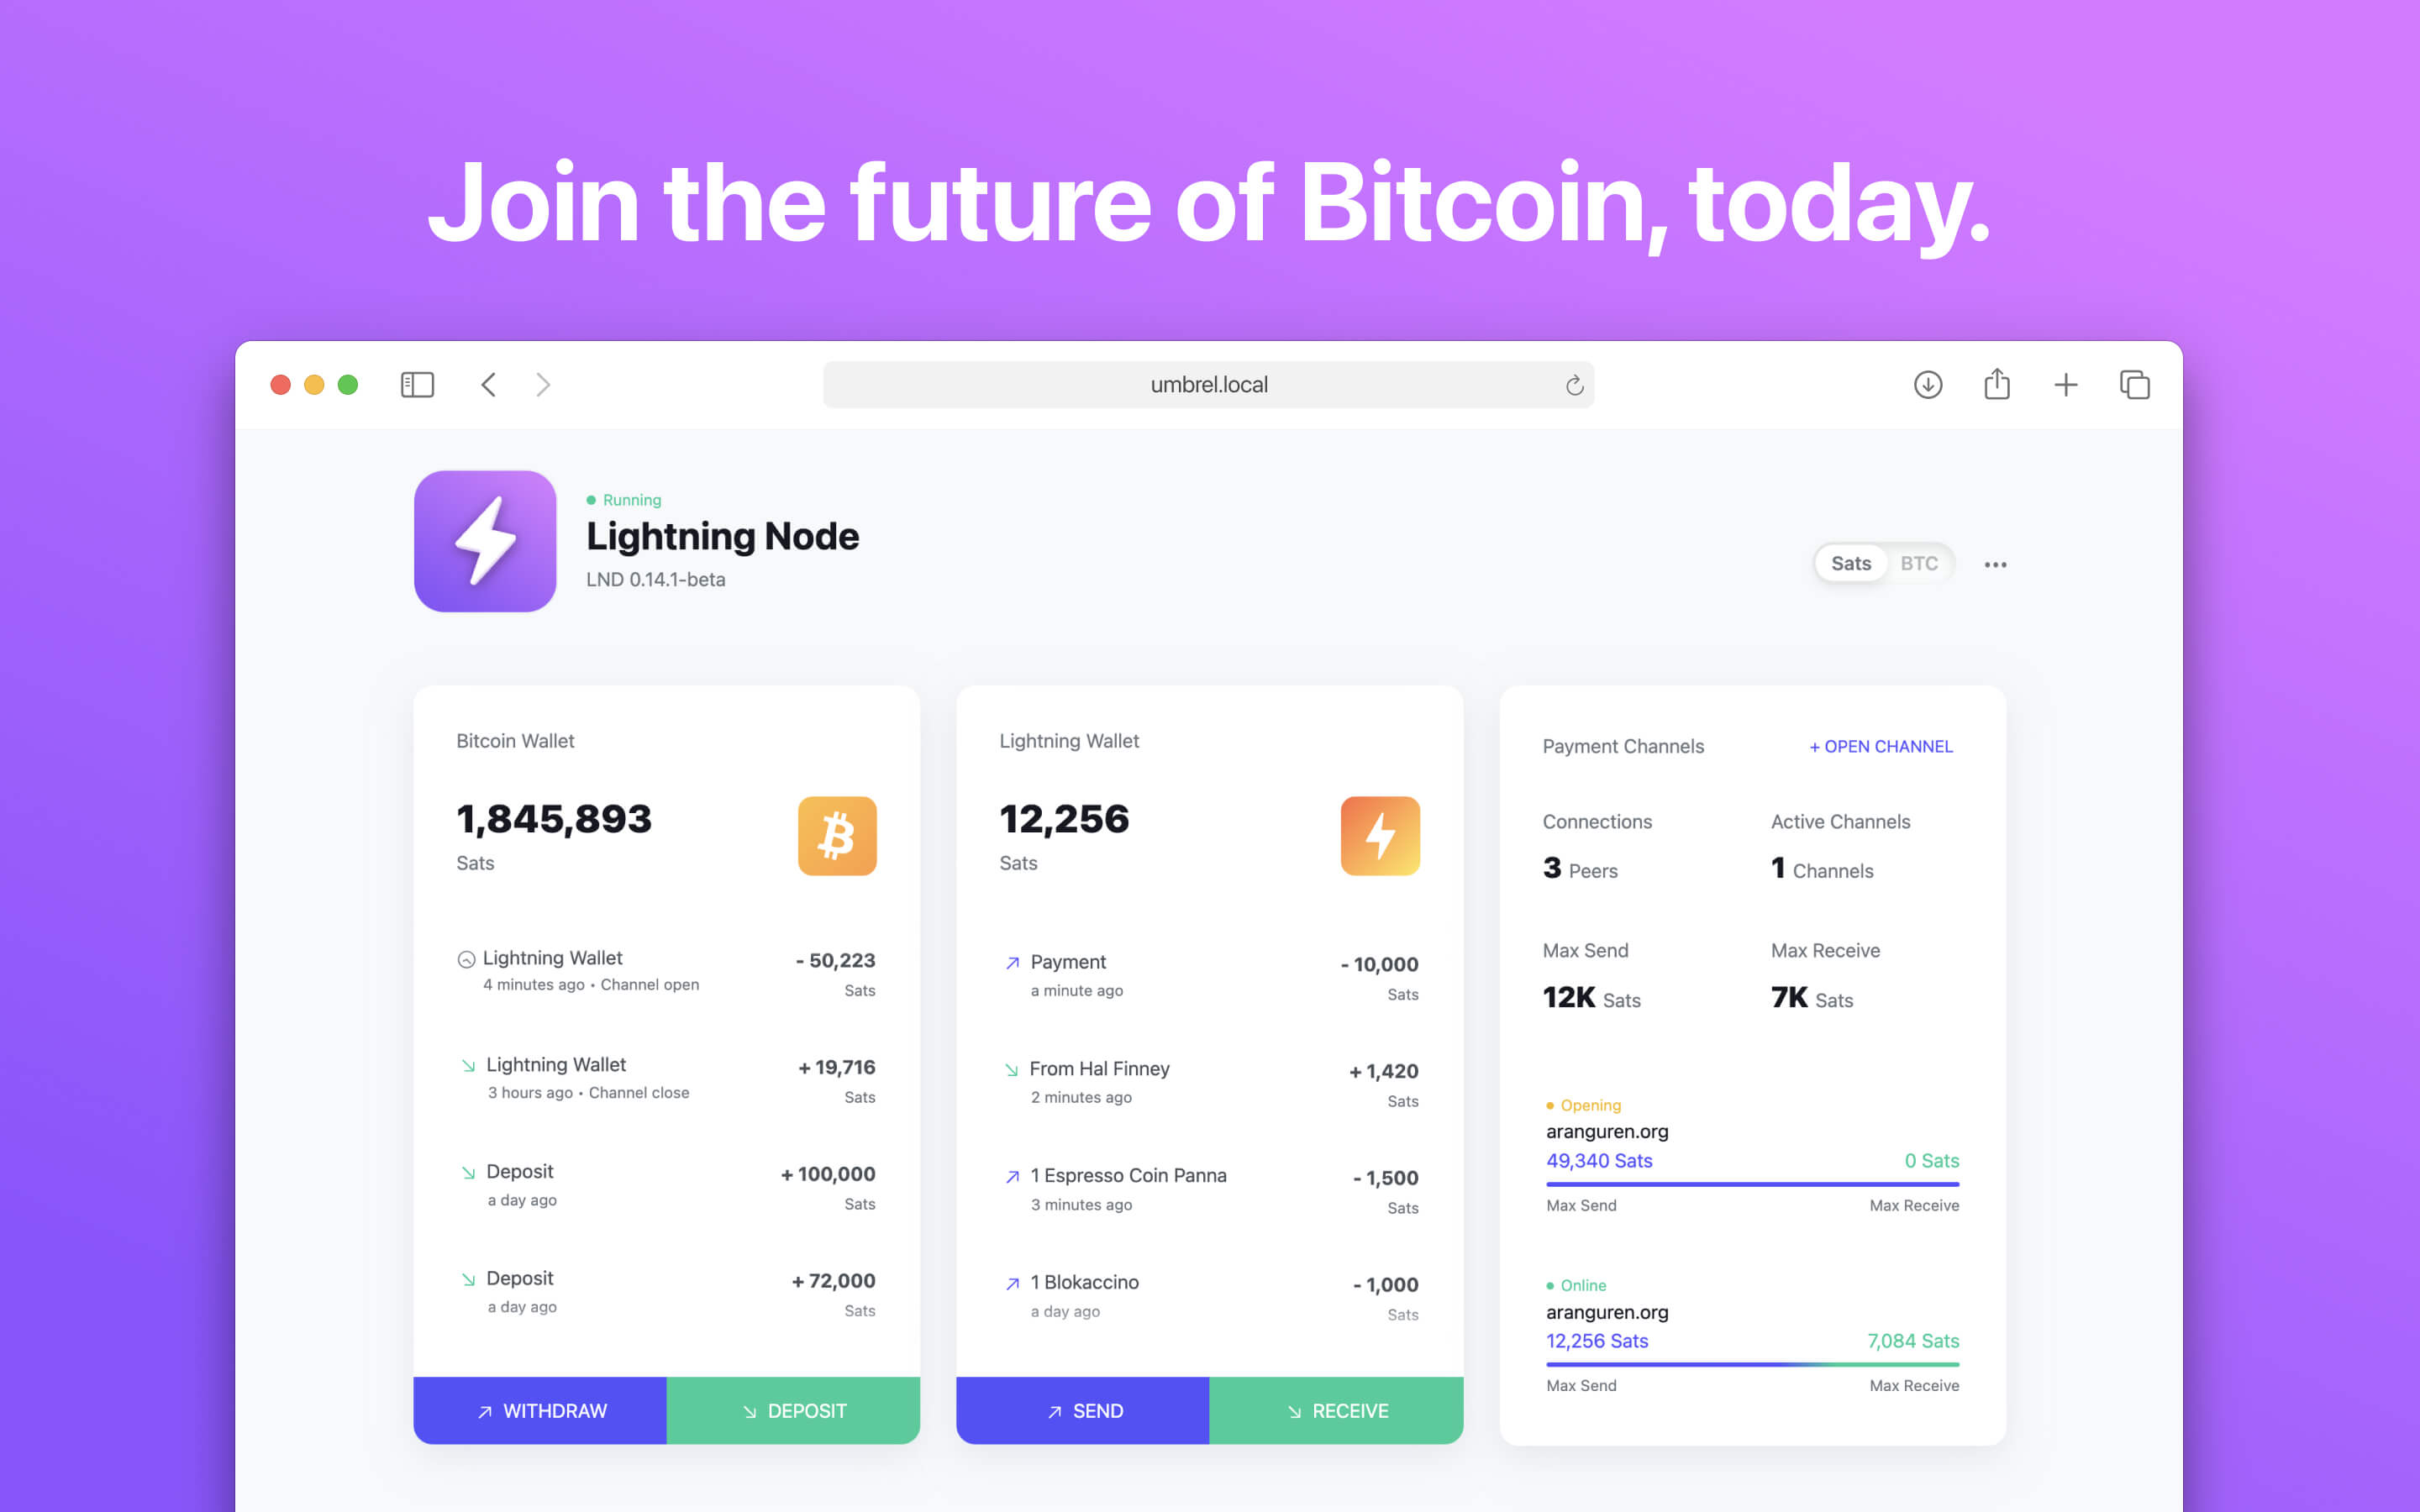 Join the future of Bitcoin, today.
umbrel.local
Running
Lightning Node
LND 0.14.1-beta
Sats BTC
Bitcoin Wallet
1,845,893
Sats
Lightning Wallet - 50,223
4 minutes ago • Channel open Sats
Lightning Wallet + 19,716
3 hours ago • Channel close Sats
Deposit + 100,000
a day ago Sats
Deposit + 72,000
a day ago Sats
WITHDRAW DEPOSIT
Lightning Wallet
12,256
Sats
Payment - 10,000
a minute ago Sats
From Hal Finney + 1,420
2 minutes ago Sats
1 Espresso Coin Panna - 1,500
3 minutes ago Sats
1 Blokaccino - 1,000
a day ago Sats
SEND RECEIVE
Payment Channels + OPEN CHANNEL
Connections Active Channels
3 Peers 1 Channels
Max Send Max Receive
12K Sats 7K Sats
Opening
aranguren.org
49,340 Sats 0 Sats
Max Send Max Receive
Online
aranguren.org
12,256 Sats 7,084 Sats
Max Send Max Receive